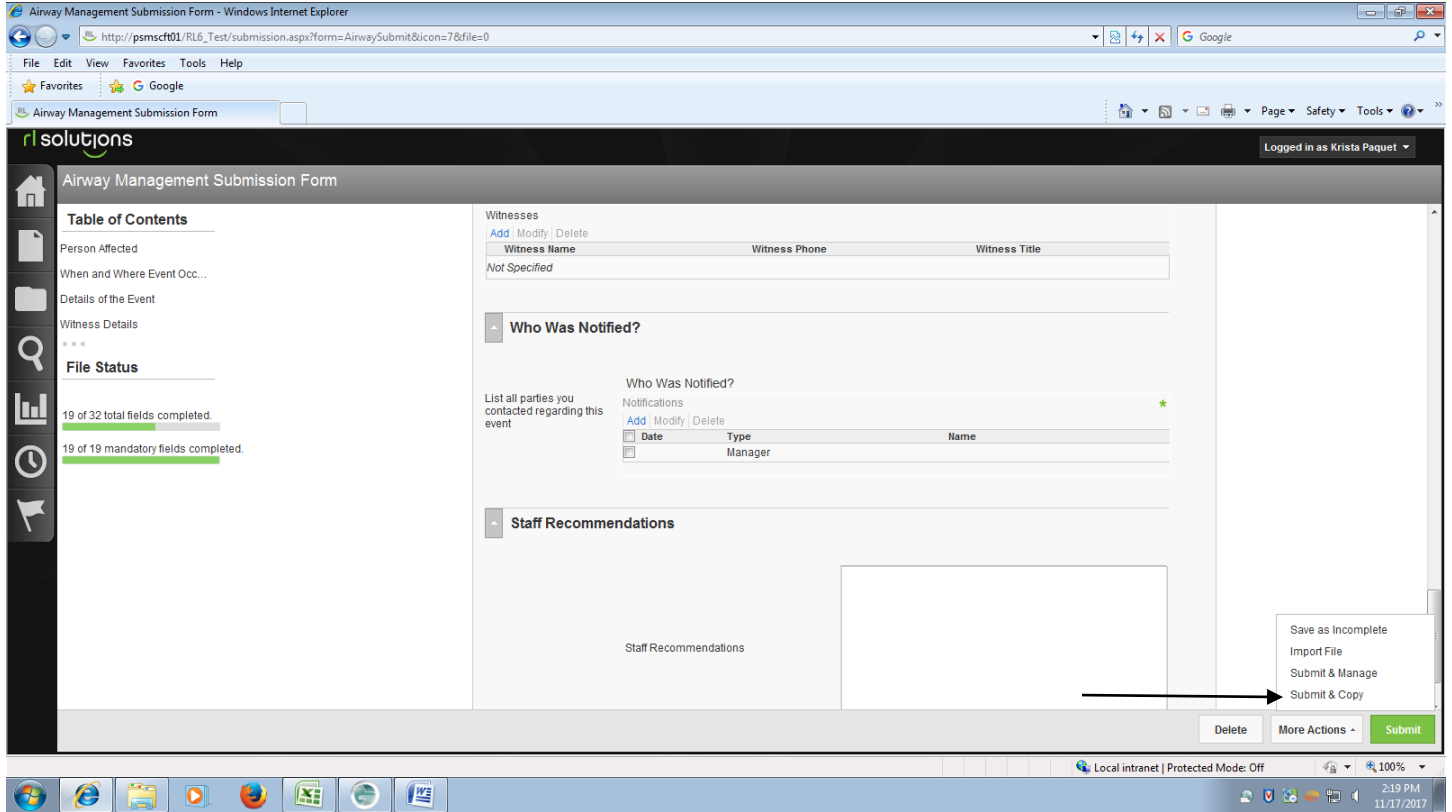 Airway Management Submission Form - Windows Internet Explorer
http://psmscft01/RL6_Test/submission.aspx?form=AirwaySubmit&icon=7&file=0
Google
File Edit View Favorites Tools Help
Favorites Google
Airway Management Submission Form
Page Safety Tools
rl solutions
Logged in as Krista Paquet
Airway Management Submission Form
Table of Contents
Person Affected
When and Where Event Occ...
Details of the Event
Witness Details
File Status
19 of 32 total fields completed.
19 of 19 mandatory fields completed.
Witnesses
Add Modify Delete
Witness Name Witness Phone Witness Title
Not Specified
Who Was Notified?
List all parties you
contacted regarding this
event
Who Was Notified?
Notifications *
Add Modify Delete
Date Type Name
Manager
Staff Recommendations
Staff Recommendations
Save as Incomplete
Import File
Submit & Manage
Submit & Copy
Delete More Actions Submit
Local intranet | Protected Mode: Off 100%
2:19 PM
11/17/2017